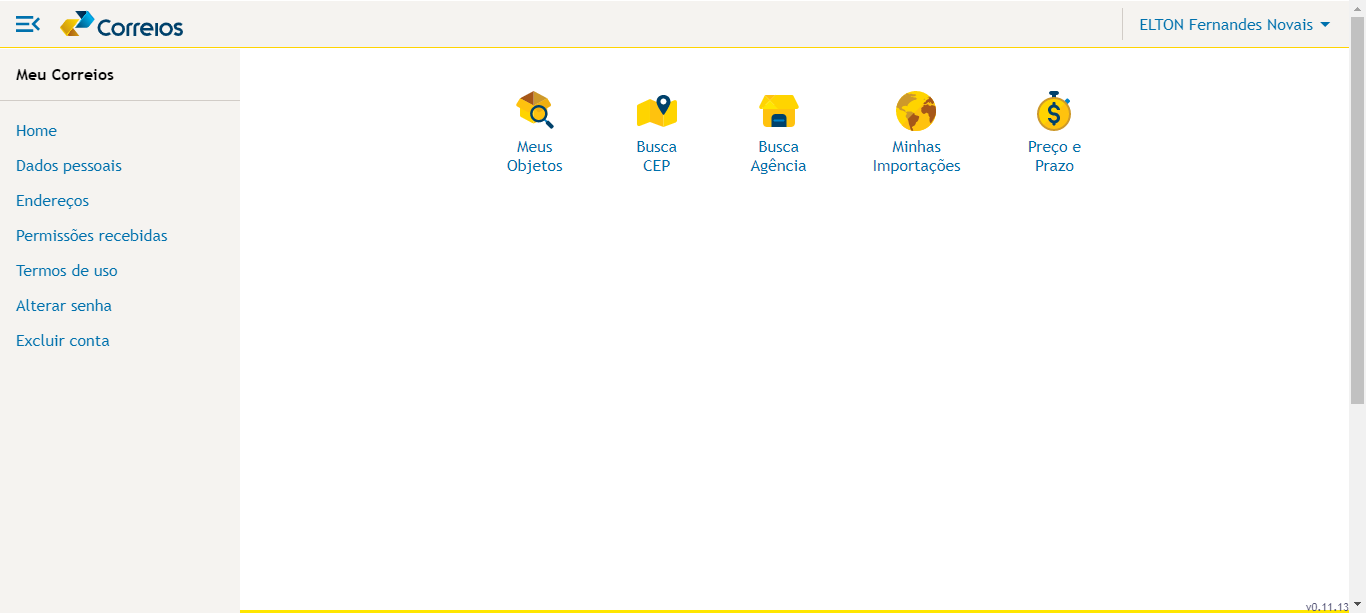 Correios
ELTON Fernandes Novais
Meu Correios
Home
Dados pessoais
Endereços
Permissões recebidas
Termos de uso
Alterar senha
Excluir conta
Meus
Objetos
Busca
CEP
Busca
Agência
Minhas
Importações
Preço e
Prazo
v0.11.13